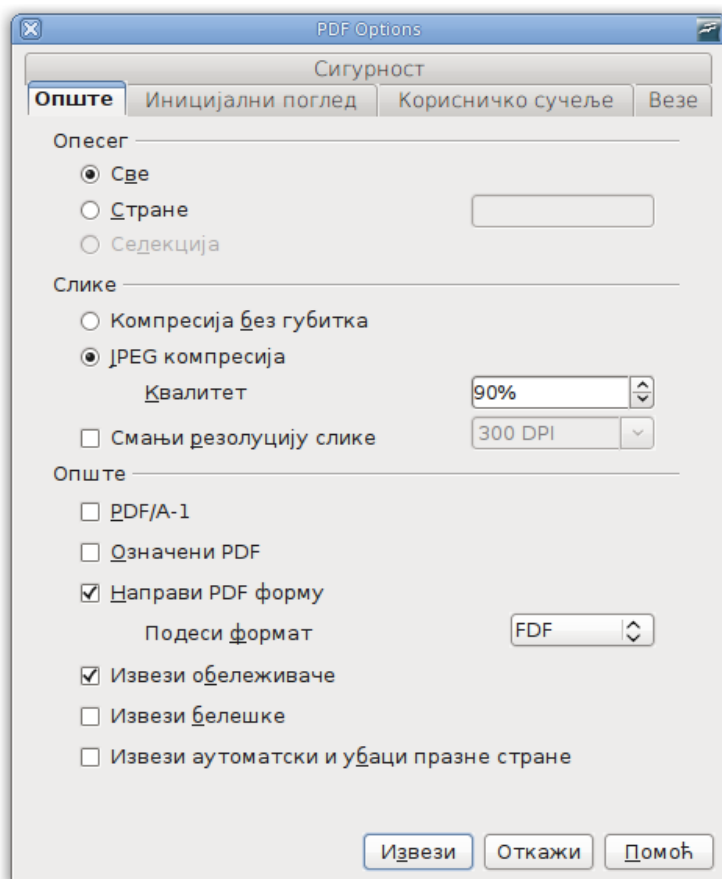 PDF Options
Сигурност
Опште Иницијални поглед Корисничко сучеље Везе
Опесег
Све
Стране
Селекција
Слике
Компресија без губитка
JPEG компресија
Квалитет 90%
Смањи резолуцију слике 300 DPI
Опште
PDF/A-1
Означени PDF
Направи PDF форму
Подеси формат FDF
Извези обележиваче
Извези белешке
Извези аутоматски и убаци празне стране
Извези Откажи Помоћ